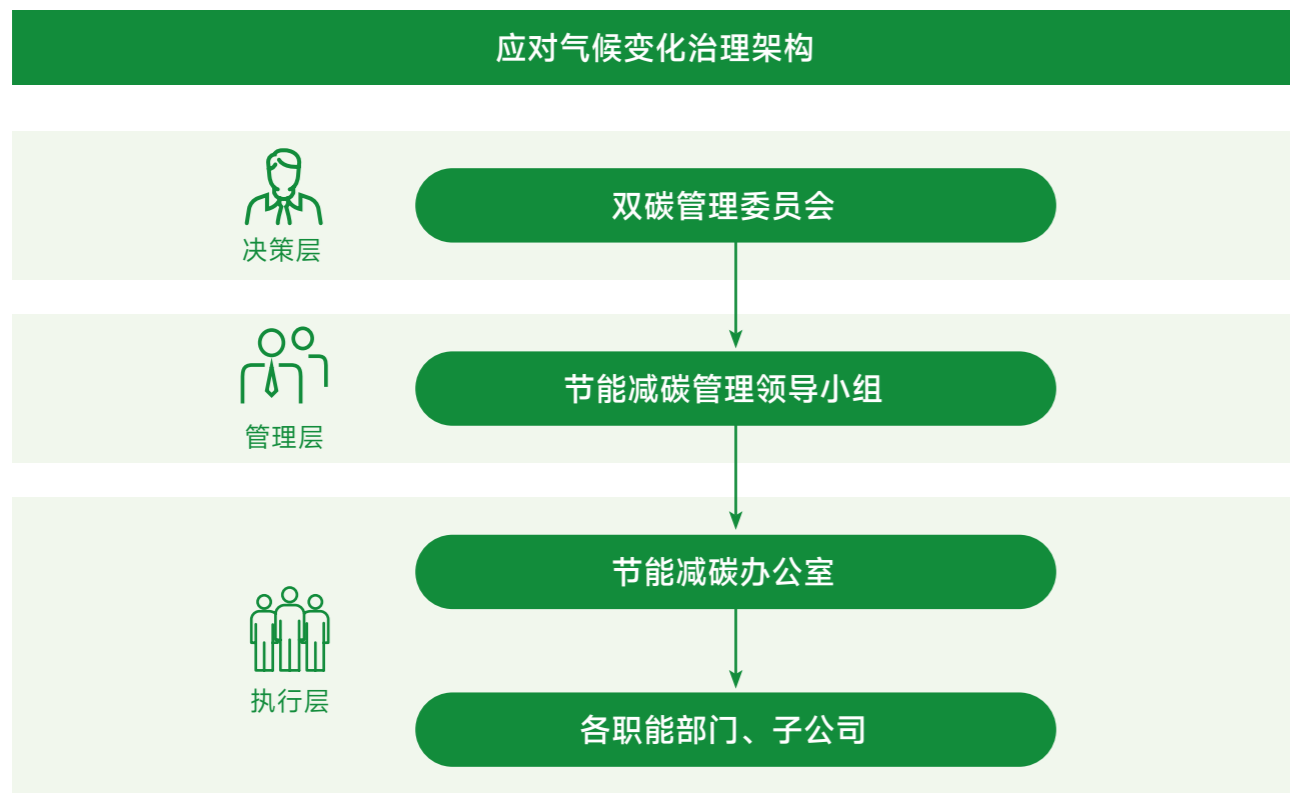 应对气候变化治理架构
双碳管理委员会
决策层
节能减碳管理领导小组
管理层
节能减碳办公室
执行层
各职能部门、子公司